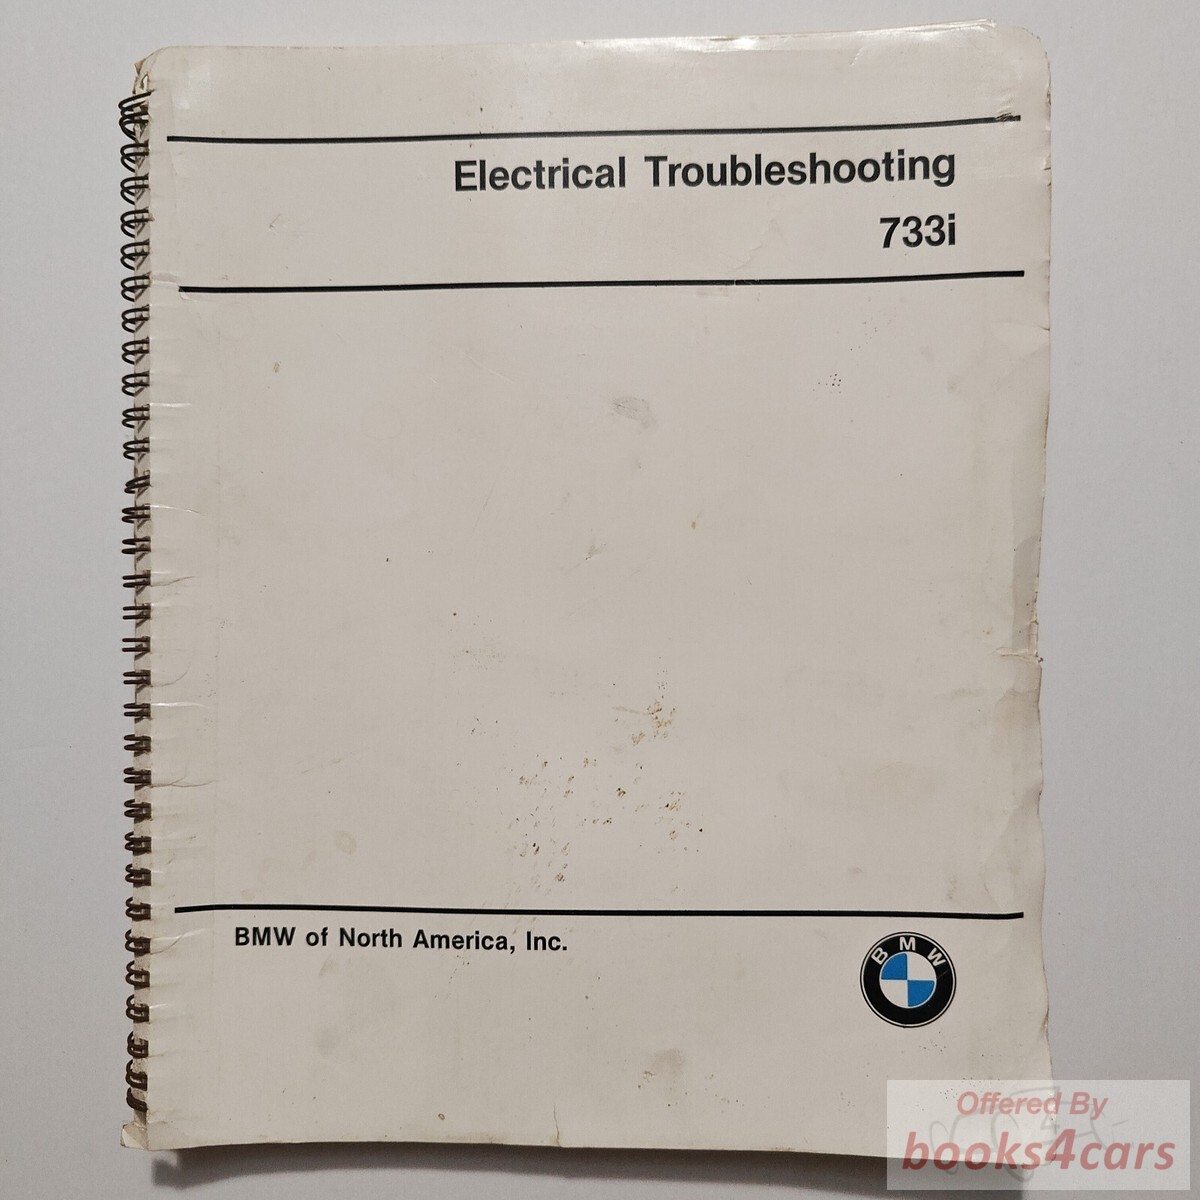 Electrical Troubleshooting
733i
BMW of North America, Inc.
BMW
Offered By
books4cars